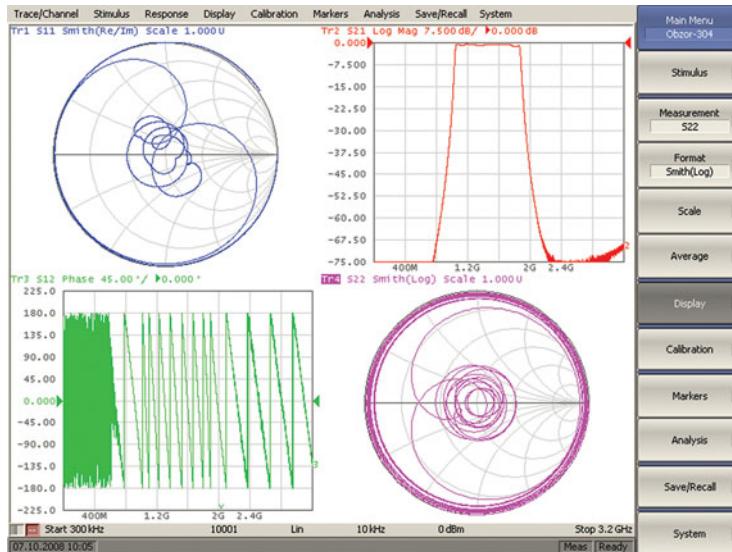 Trace/Channel Stimulus Response Display Calibration Markers Analysis Save/Recall System
Tr1 S11 Smith(Re/Im) Scale 1.000U
Tr2 S21 Log Mag 7.500dB/ 0.000dB
0.000
-7.500
-15.00
-22.50
-30.00
-37.50
-45.00
-52.50
-60.00
-67.50
-75.00
2
400M 1.2G 2G 2.4G
Tr3 S12 Phase 45.00°/ 0.000°
225.0
180.0
135.0
90.00
45.00
0.000
-45.00
-90.00
-135.0
-180.0
-225.0
3
400M 1.2G 2G 2.4G
Tr4 S22 Smith(Log) Scale 1.000U
Start 300 kHz 10001 Lin 10 kHz 0 dBm Stop 3.2 GHz
07.10.2008 10:05 Meas Ready
Main Menu
Obzor-304
Stimulus
Measurement
S22
Format
Smith(Log)
Scale
Average
Display
Calibration
Markers
Analysis
Save/Recall
System